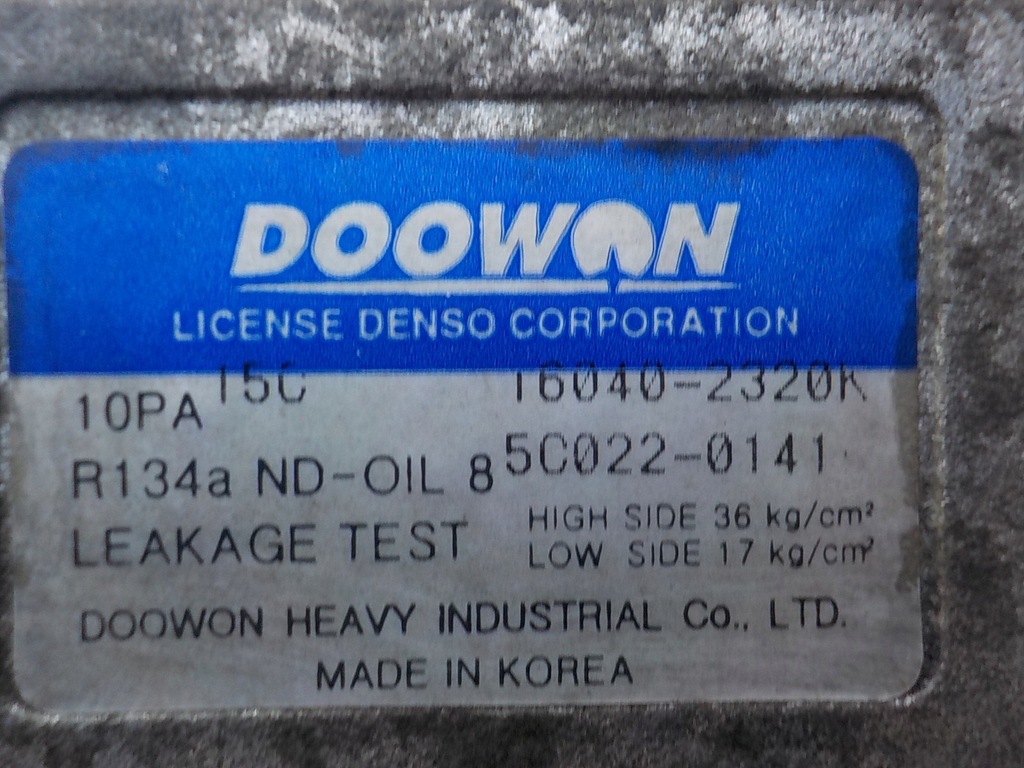 DOOWON
LICENSE DENSO CORPORATION
10PA 15C 16040-2320K
R134a ND-OIL 8 5C022-0141
LEAKAGE TEST HIGH SIDE 36 kg/cm²
LOW SIDE 17 kg/cm²
DOOWON HEAVY INDUSTRIAL Co., LTD.
MADE IN KOREA